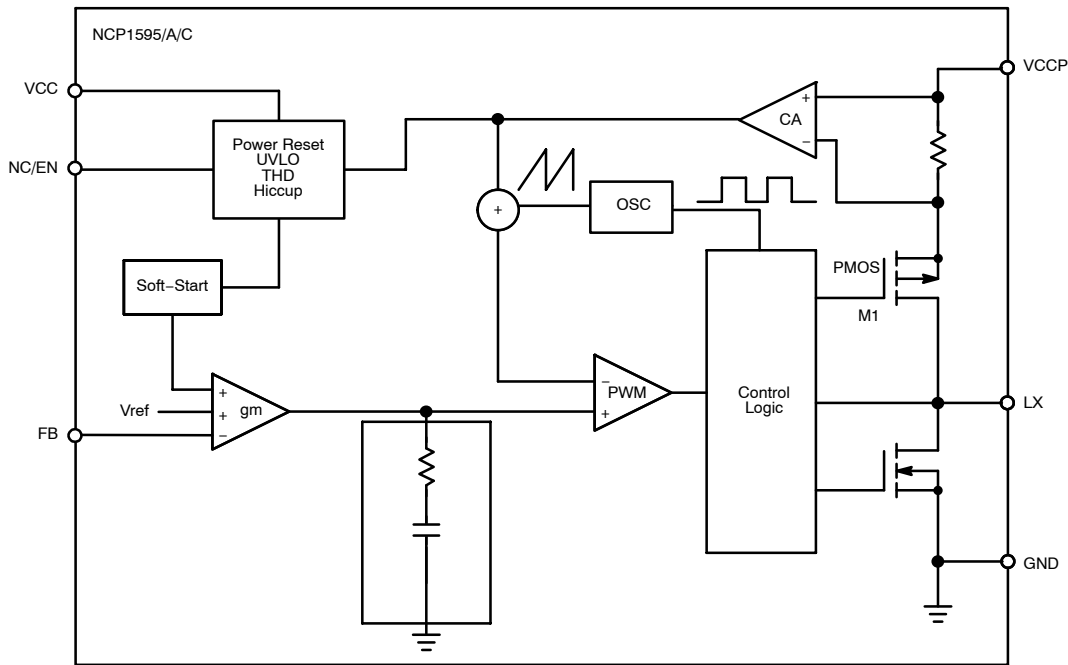 NCP1595/A/C
VCC
VCCP
NC/EN
Power Reset
UVLO
THD
Hiccup
+
CA
−
+
OSC
Soft−Start
PMOS
M1
−
PWM
+
Control
Logic
LX
+
Vref
+
gm
FB
−
GND